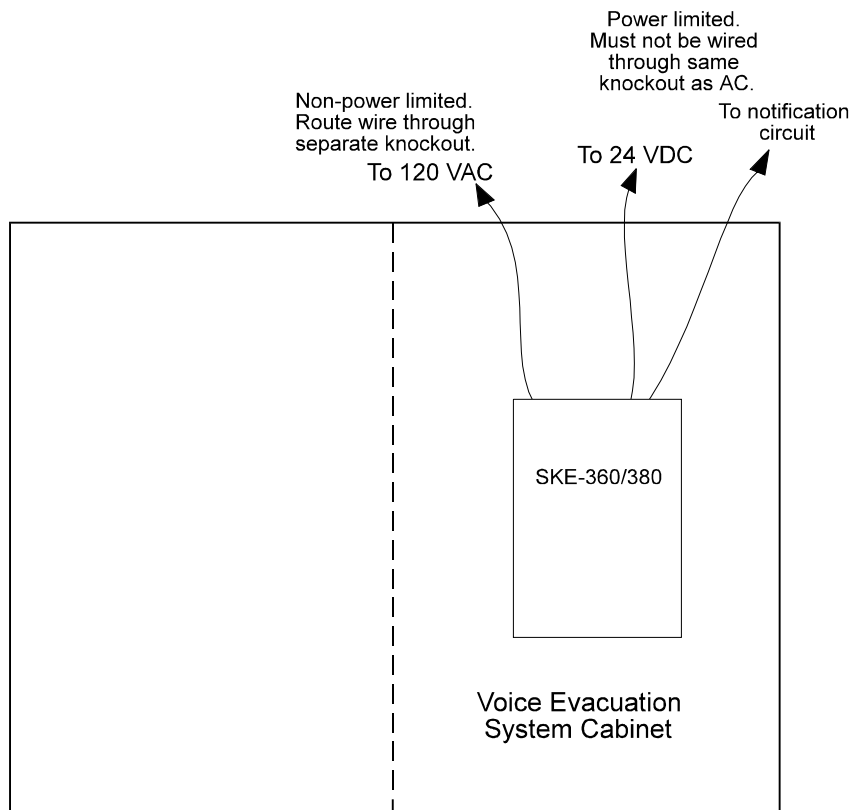 Power limited.
Must not be wired
through same
knockout as AC.
Non-power limited.
Route wire through
separate knockout.
To notification
circuit
To 120 VAC
To 24 VDC
SKE-360/380
Voice Evacuation
System Cabinet